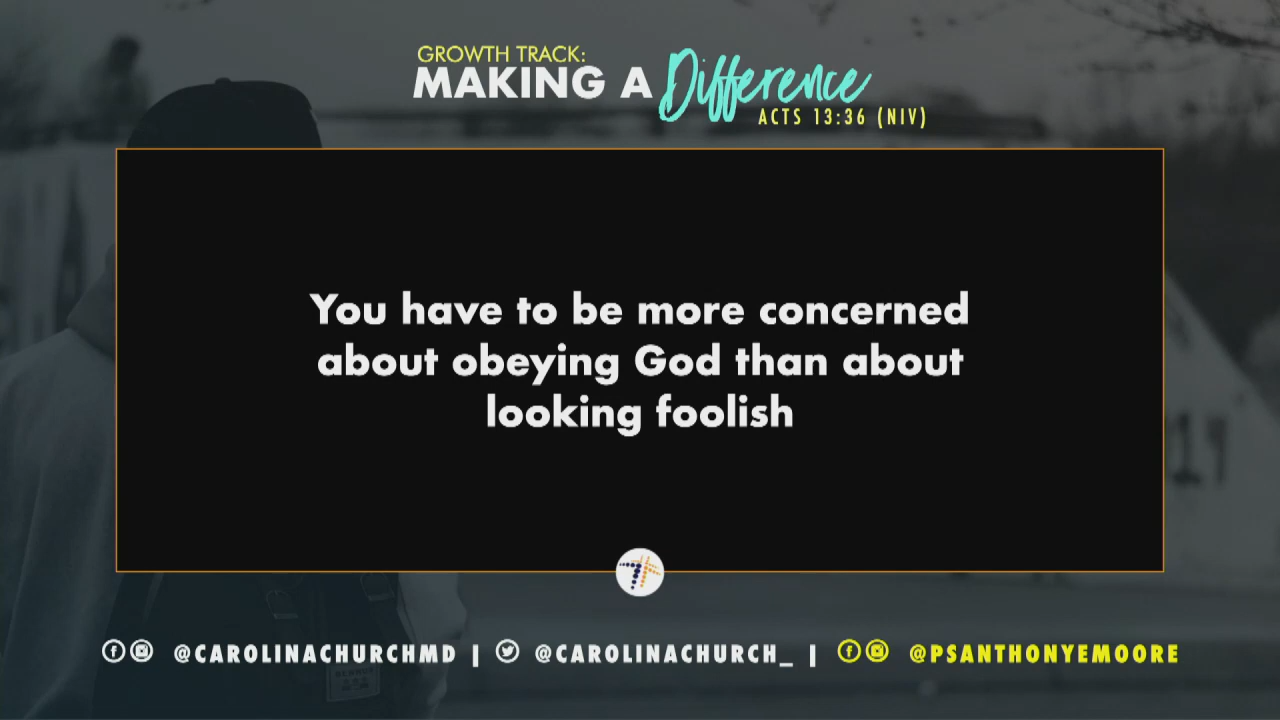 GROWTH TRACK:
MAKING A Difference
ACTS 13:36 (NIV)
You have to be more concerned
about obeying God than about
looking foolish
@CAROLINACHURCHMD | @CAROLINACHURCH_ | @PSANTHONYEMOORE